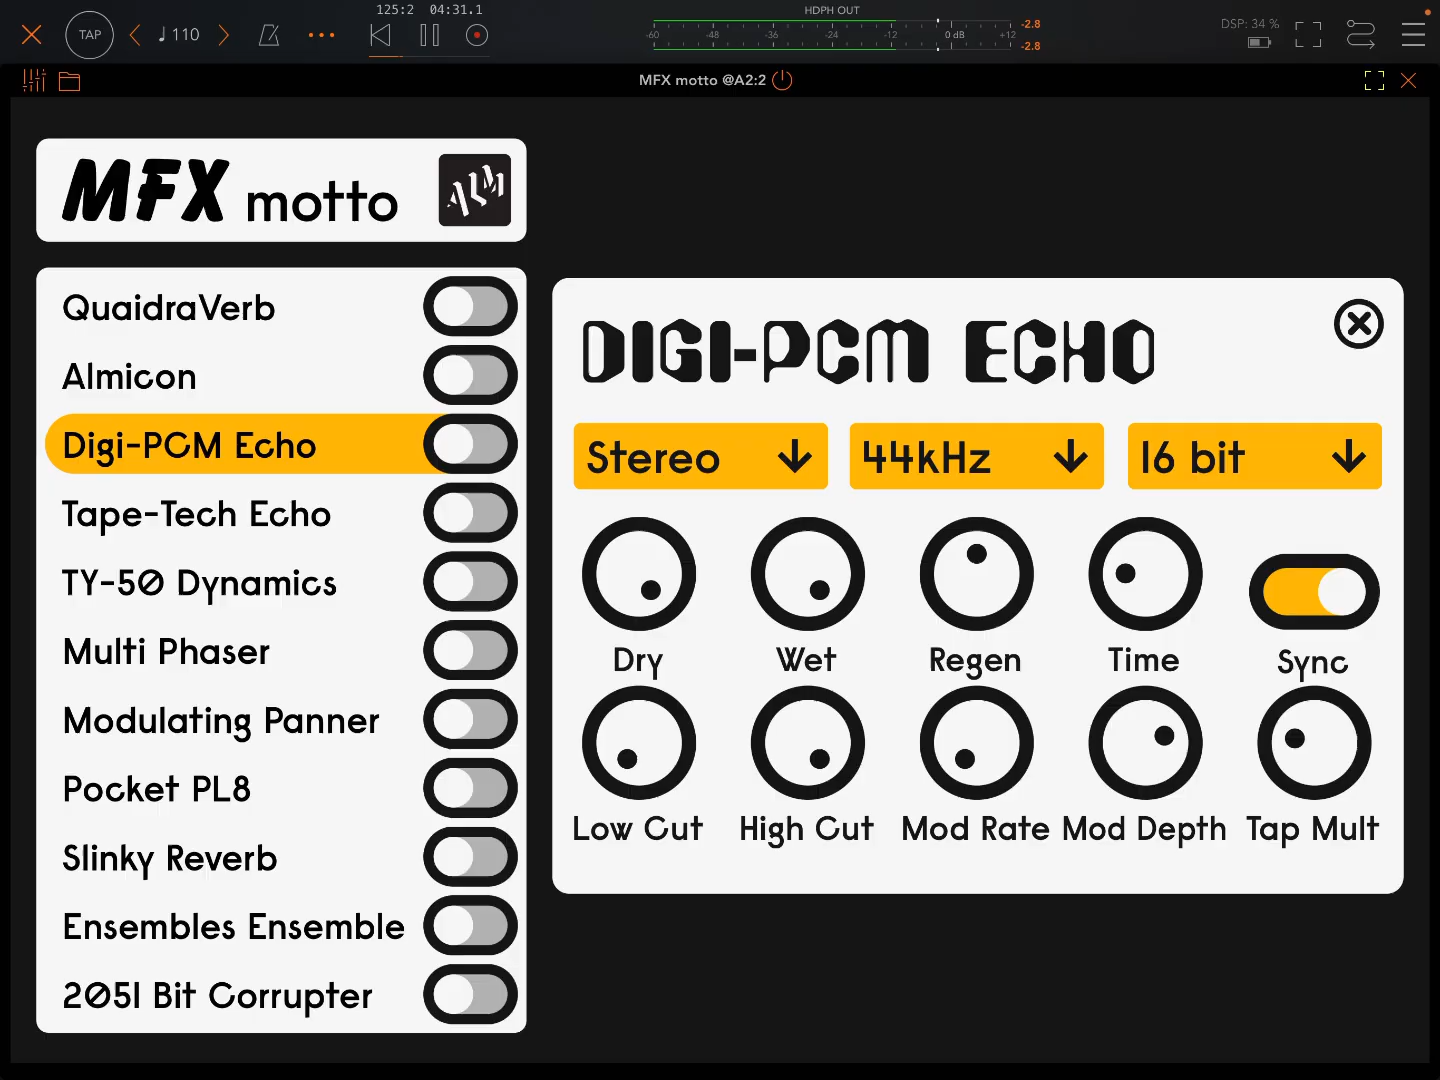 125:2 04:31.1
HDPH OUT
TAP
♩110
-60 -48 -36 -24 -12 0 dB +12
-2.8
-2.8
DSP: 34 %
MFX motto @A2:2
MFX motto
ALM
QuaidraVerb
Almicon
Digi-PCM Echo
Tape-Tech Echo
TY-50 Dynamics
Multi Phaser
Modulating Panner
Pocket PL8
Slinky Reverb
Ensembles Ensemble
2051 Bit Corrupter
DIGI-PCM ECHO
Stereo 44kHz 16 bit
Dry Wet Regen Time Sync
Low Cut High Cut Mod Rate Mod Depth Tap Mult